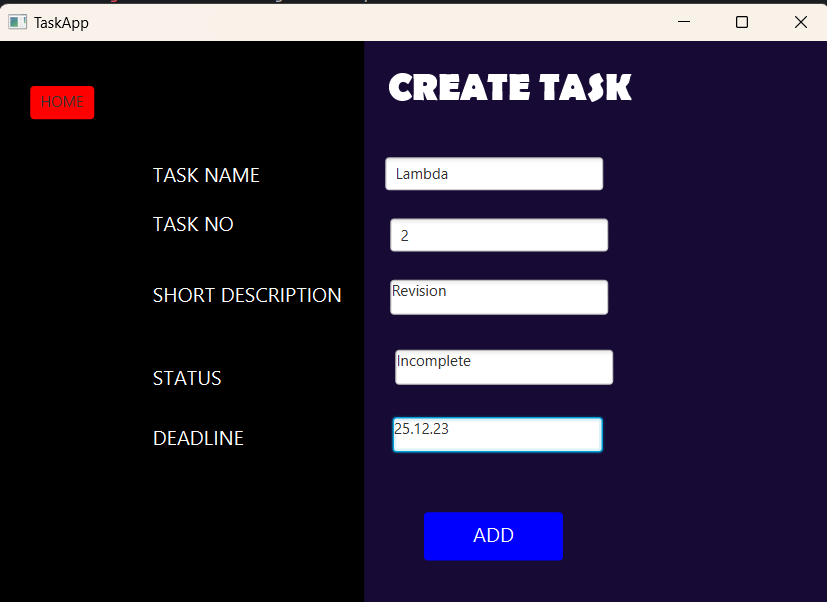 TaskApp
HOME
CREATE TASK
TASK NAME Lambda
TASK NO 2
SHORT DESCRIPTION Revision
STATUS Incomplete
DEADLINE 25.12.23
ADD